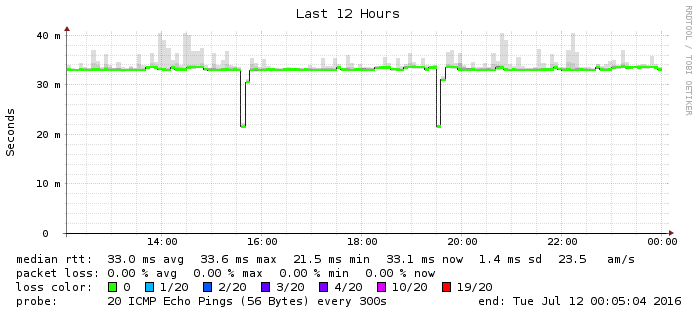 Last 12 Hours
RRDTOOL / TOBI OETIKER
Seconds
40 m
30 m
20 m
10 m
0
14:00 16:00 18:00 20:00 22:00 00:00
median rtt: 33.0 ms avg 33.6 ms max 21.5 ms min 33.1 ms now 1.4 ms sd 23.5 am/s
packet loss: 0.00 % avg 0.00 % max 0.00 % min 0.00 % now
loss color: 0 1/20 2/20 3/20 4/20 10/20 19/20
probe: 20 ICMP Echo Pings (56 Bytes) every 300s end: Tue Jul 12 00:05:04 2016